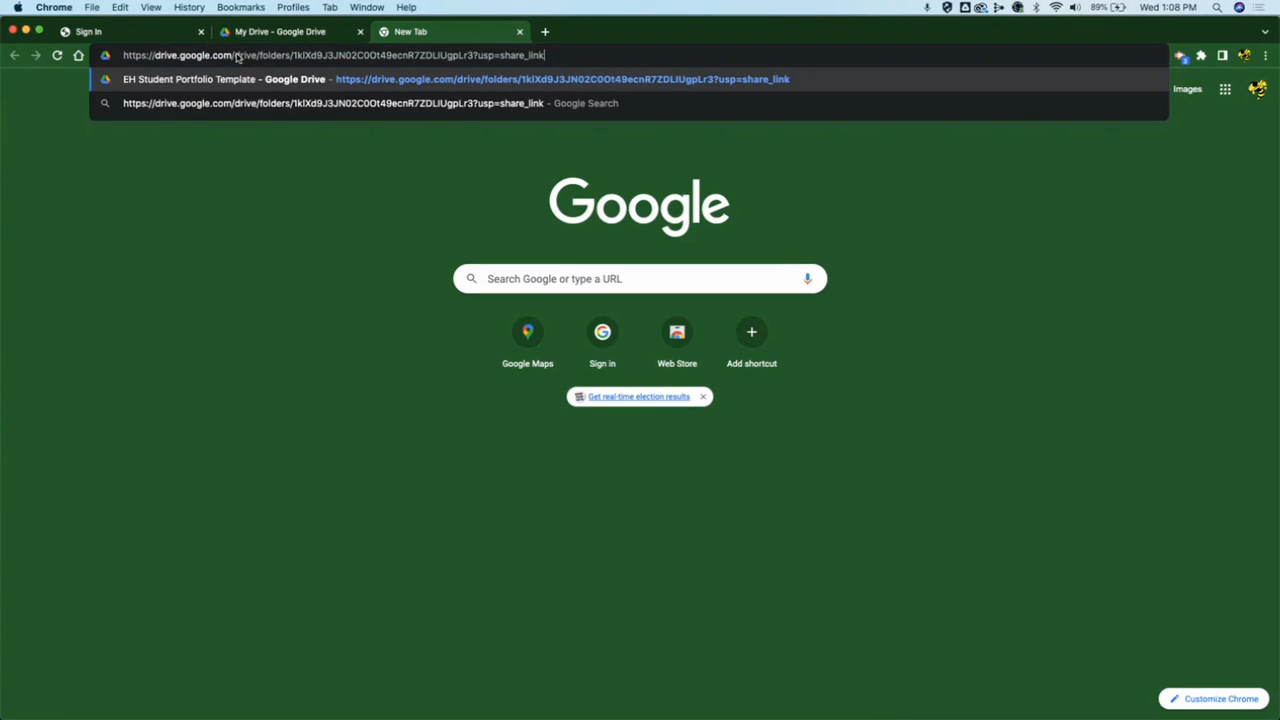 Chrome File Edit View History Bookmarks Profiles Tab Window Help 89% Wed 1:08 PM
Sign In My Drive - Google Drive New Tab
https://drive.google.com/drive/folders/1klXd9J3JN02C0Ot49ecnR7ZDLIUgpLr3?usp=share_link
EH Student Portfolio Template - Google Drive - https://drive.google.com/drive/folders/1klXd9J3JN02C0Ot49ecnR7ZDLIUgpLr3?usp=share_link
Images
https://drive.google.com/drive/folders/1klXd9J3JN02C0Ot49ecnR7ZDLIUgpLr3?usp=share_link - Google Search
Google
Search Google or type a URL
Google Maps Sign in Web Store Add shortcut
Get real-time election results
Customize Chrome